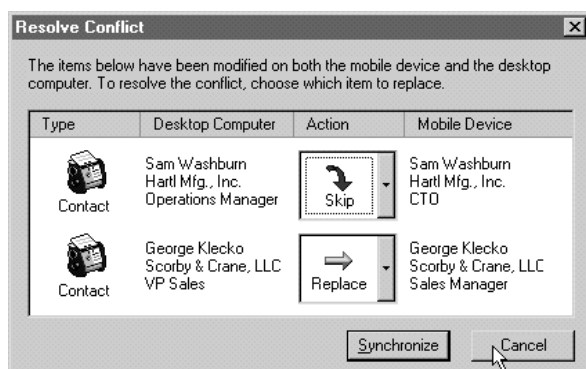 Resolve Conflict
The items below have been modified on both the mobile device and the desktop
computer. To resolve the conflict, choose which item to replace.
Type Desktop Computer Action Mobile Device
Contact
Sam Washburn
Hartl Mfg., Inc.
Operations Manager
Skip
Sam Washburn
Hartl Mfg., Inc.
CTO
Contact
George Klecko
Scorby & Crane, LLC
VP Sales
Replace
George Klecko
Scorby & Crane, LLC
Sales Manager
Synchronize Cancel